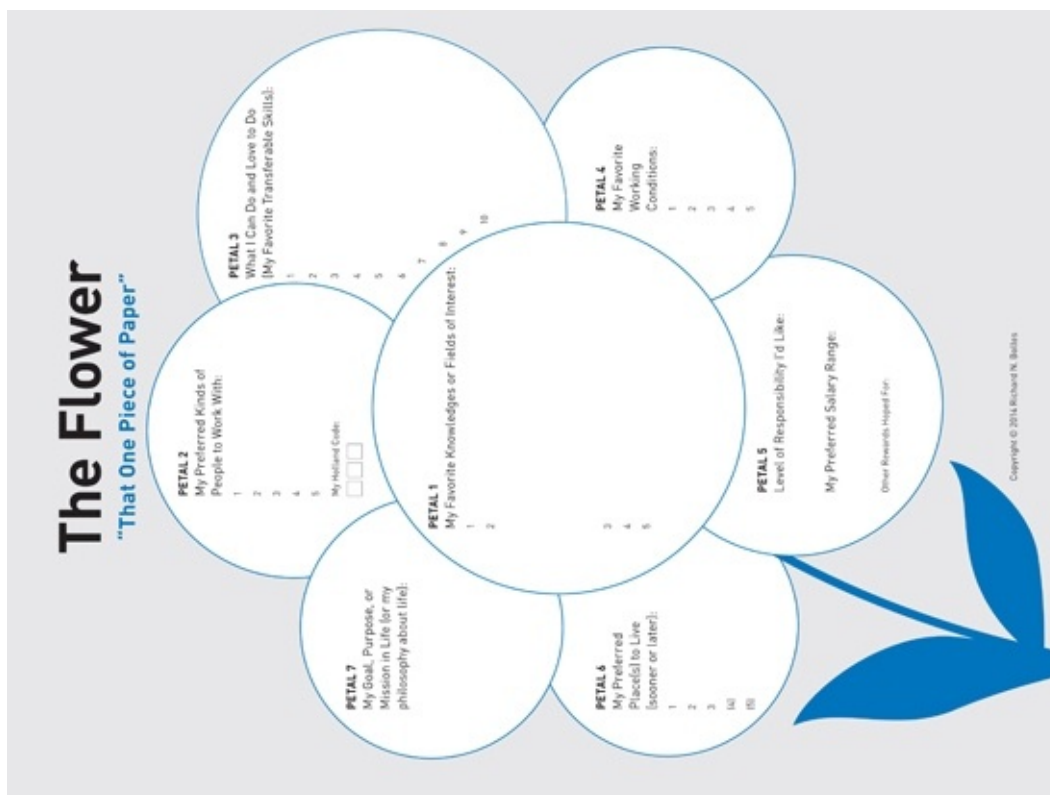 The Flower
“That One Piece of Paper”
PETAL 1
My Favorite Knowledges or Fields of Interest:
1
2
3
4
5
PETAL 2
My Preferred Kinds of
People to Work With:
1
2
3
4
5
My Holland Code:
PETAL 3
What I Can Do and Love to Do
(My Favorite Transferable Skills):
1
2
3
4
5
6
7
8
9
10
PETAL 4
My Favorite
Working
Conditions:
1
2
3
4
5
PETAL 5
Level of Responsibility I'd Like:
My Preferred Salary Range:
Other Rewards Hoped For:
PETAL 6
My Preferred
Place(s) to Live
(sooner or later):
1
2
3
(4)
(5)
PETAL 7
My Goal, Purpose, or
Mission in Life (or my
philosophy about life):
Copyright © 2014 Richard N. Bolles